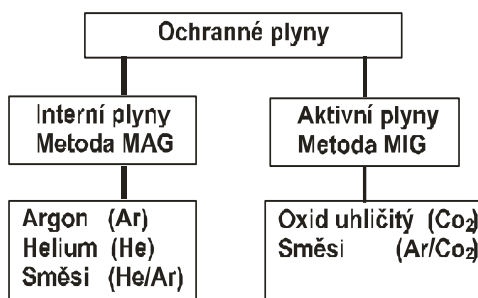 Ochranné plyny
Interní plyny
Metoda MAG
Aktivní plyny
Metoda MIG
Argon (Ar)
Helium (He)
Směsi (He/Ar)
Oxid uhličitý (Co₂)
Směsi (Ar/Co₂)